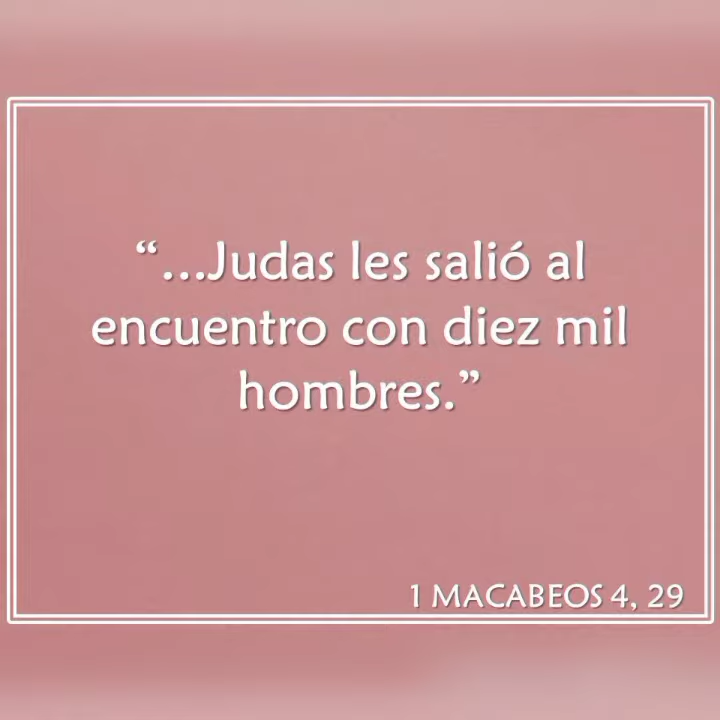 “...Judas les salió al
encuentro con diez mil
hombres.”
1 MACABEOS 4, 29